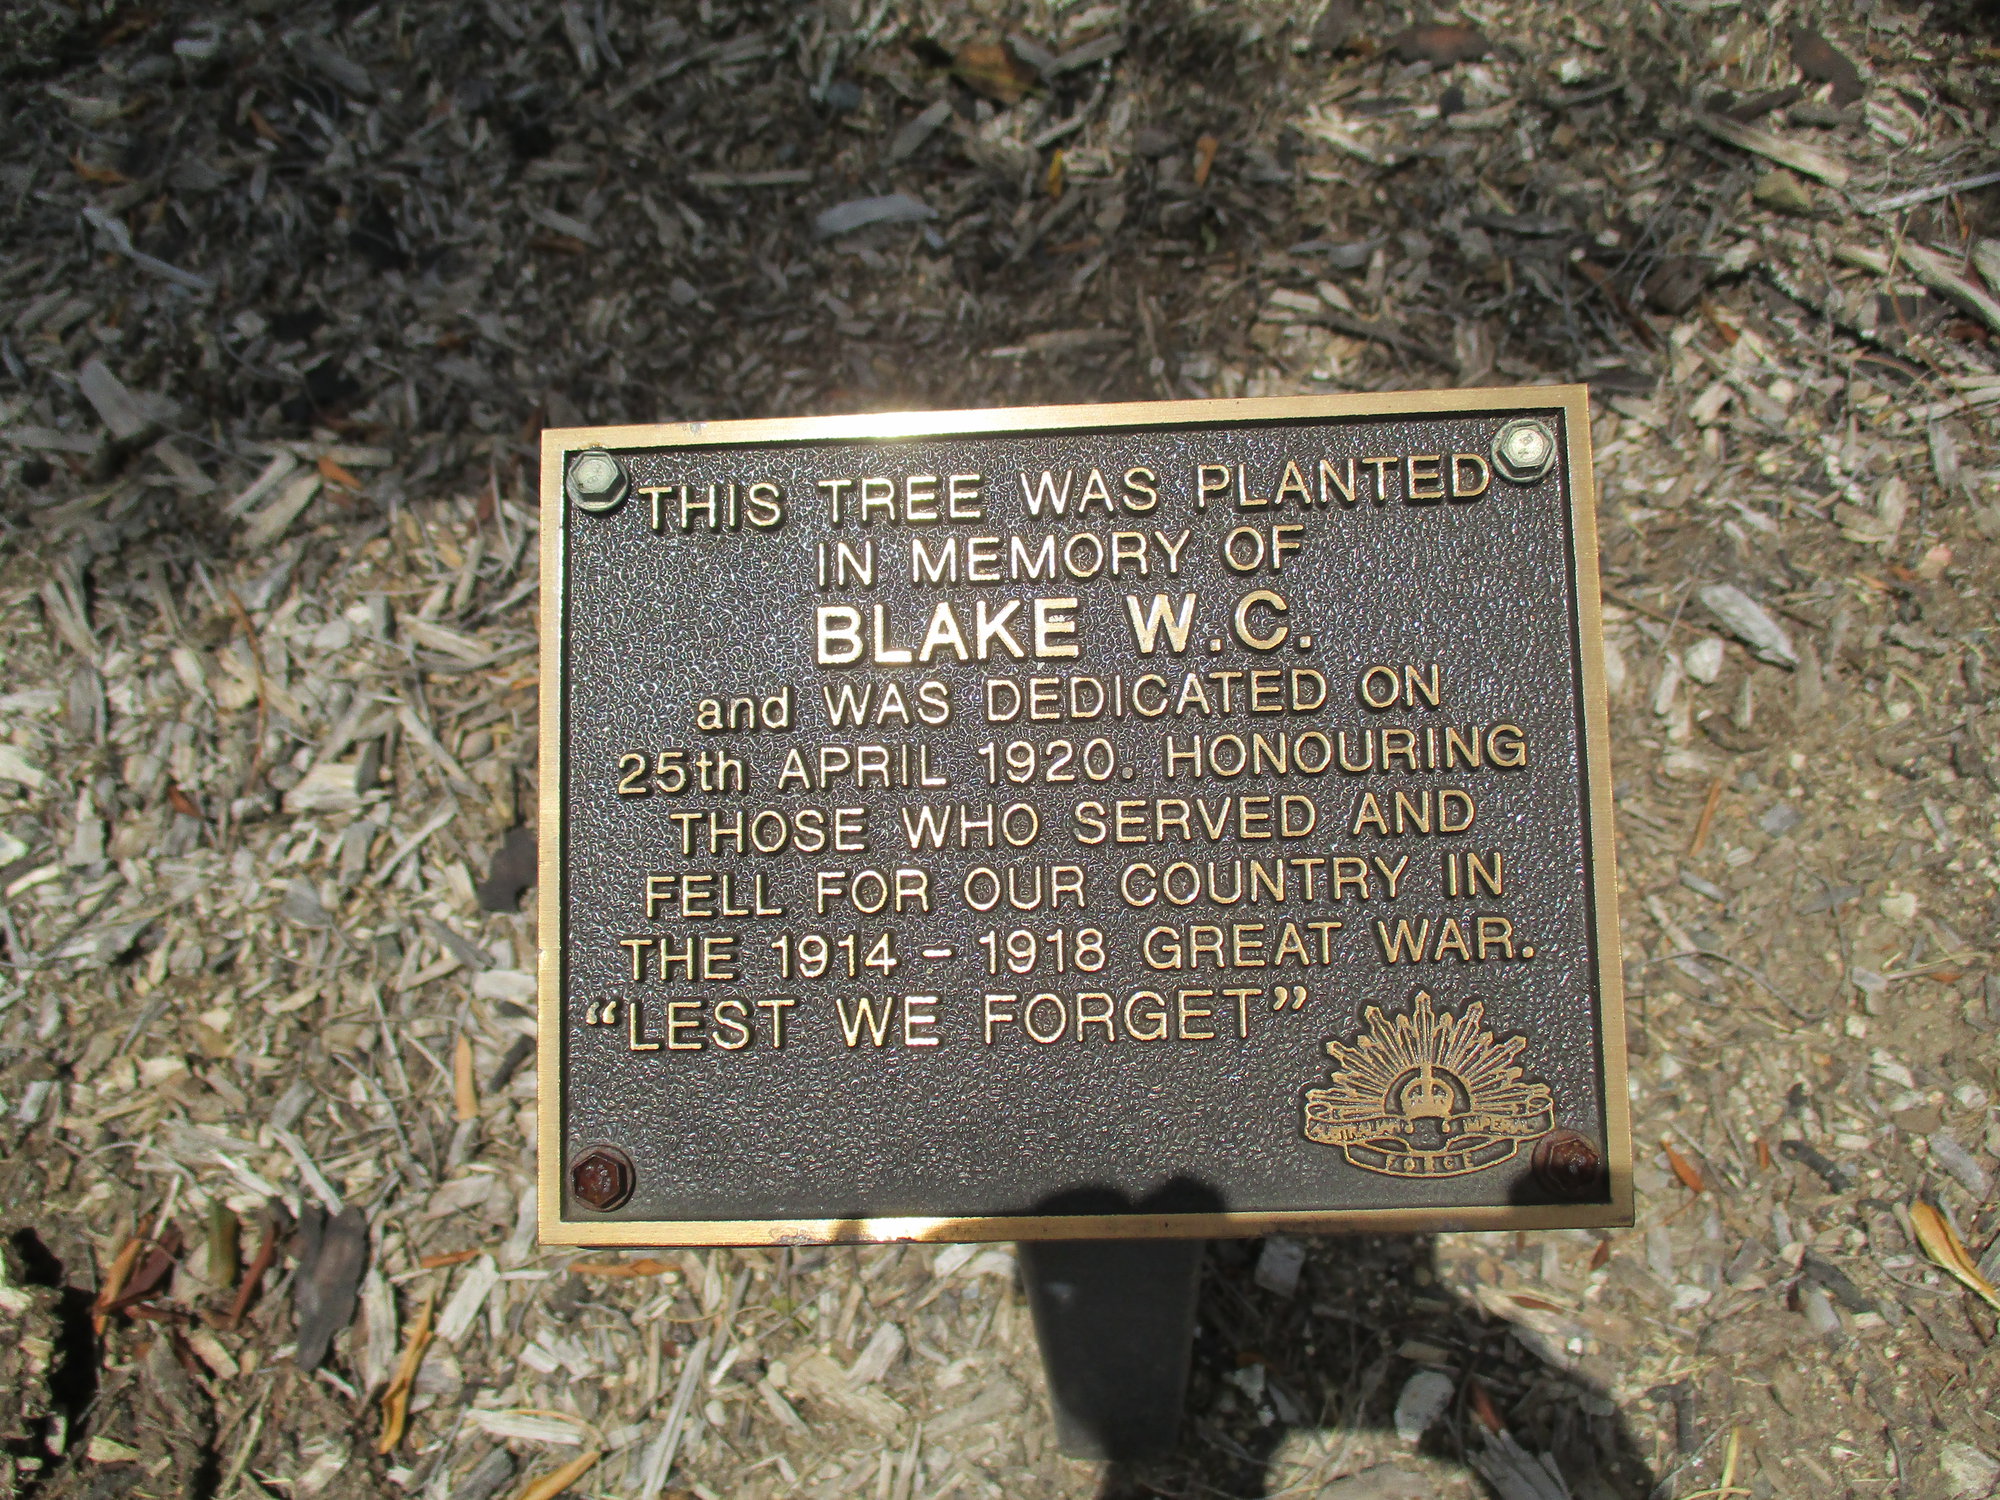 THIS TREE WAS PLANTED
IN MEMORY OF
BLAKE W.C.
and WAS DEDICATED ON
25th APRIL 1920. HONOURING
THOSE WHO SERVED AND
FELL FOR OUR COUNTRY IN
THE 1914 - 1918 GREAT WAR.
“LEST WE FORGET”
AUSTRALIAN IMPERIAL
FORCE